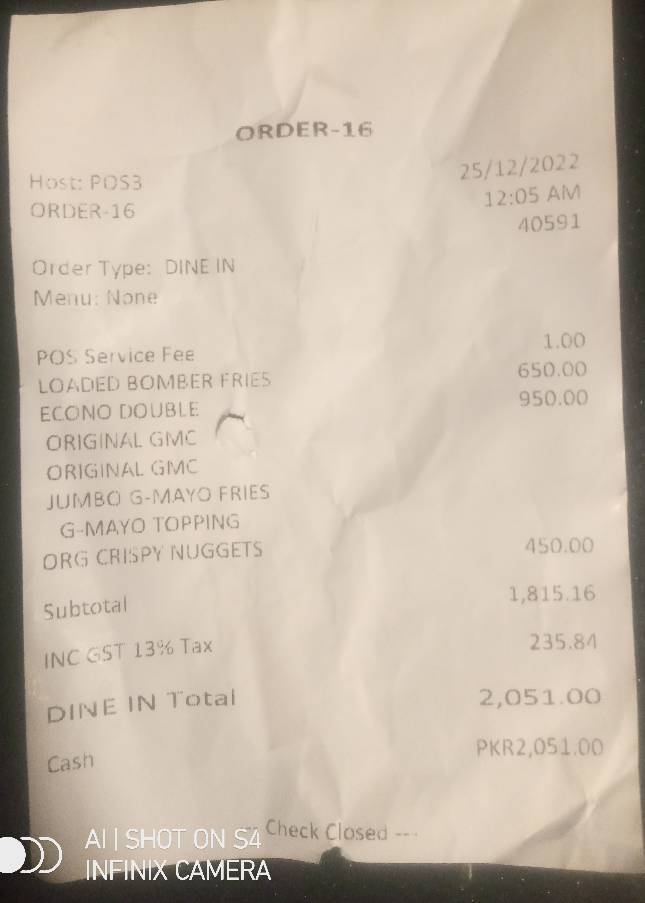 ORDER-16
Host: POS3 25/12/2022
ORDER-16 12:05 AM
40591
Order Type: DINE IN
Menu: None
POS Service Fee 1.00
LOADED BOMBER FRIES 650.00
ECONO DOUBLE 950.00
ORIGINAL GMC
ORIGINAL GMC
JUMBO G-MAYO FRIES
G-MAYO TOPPING
ORG CRISPY NUGGETS 450.00
Subtotal 1,815.16
INC GST 13% Tax 235.84
DINE IN Total 2,051.00
Cash PKR2,051.00
--- Check Closed ---
AI | SHOT ON S4
INFINIX CAMERA